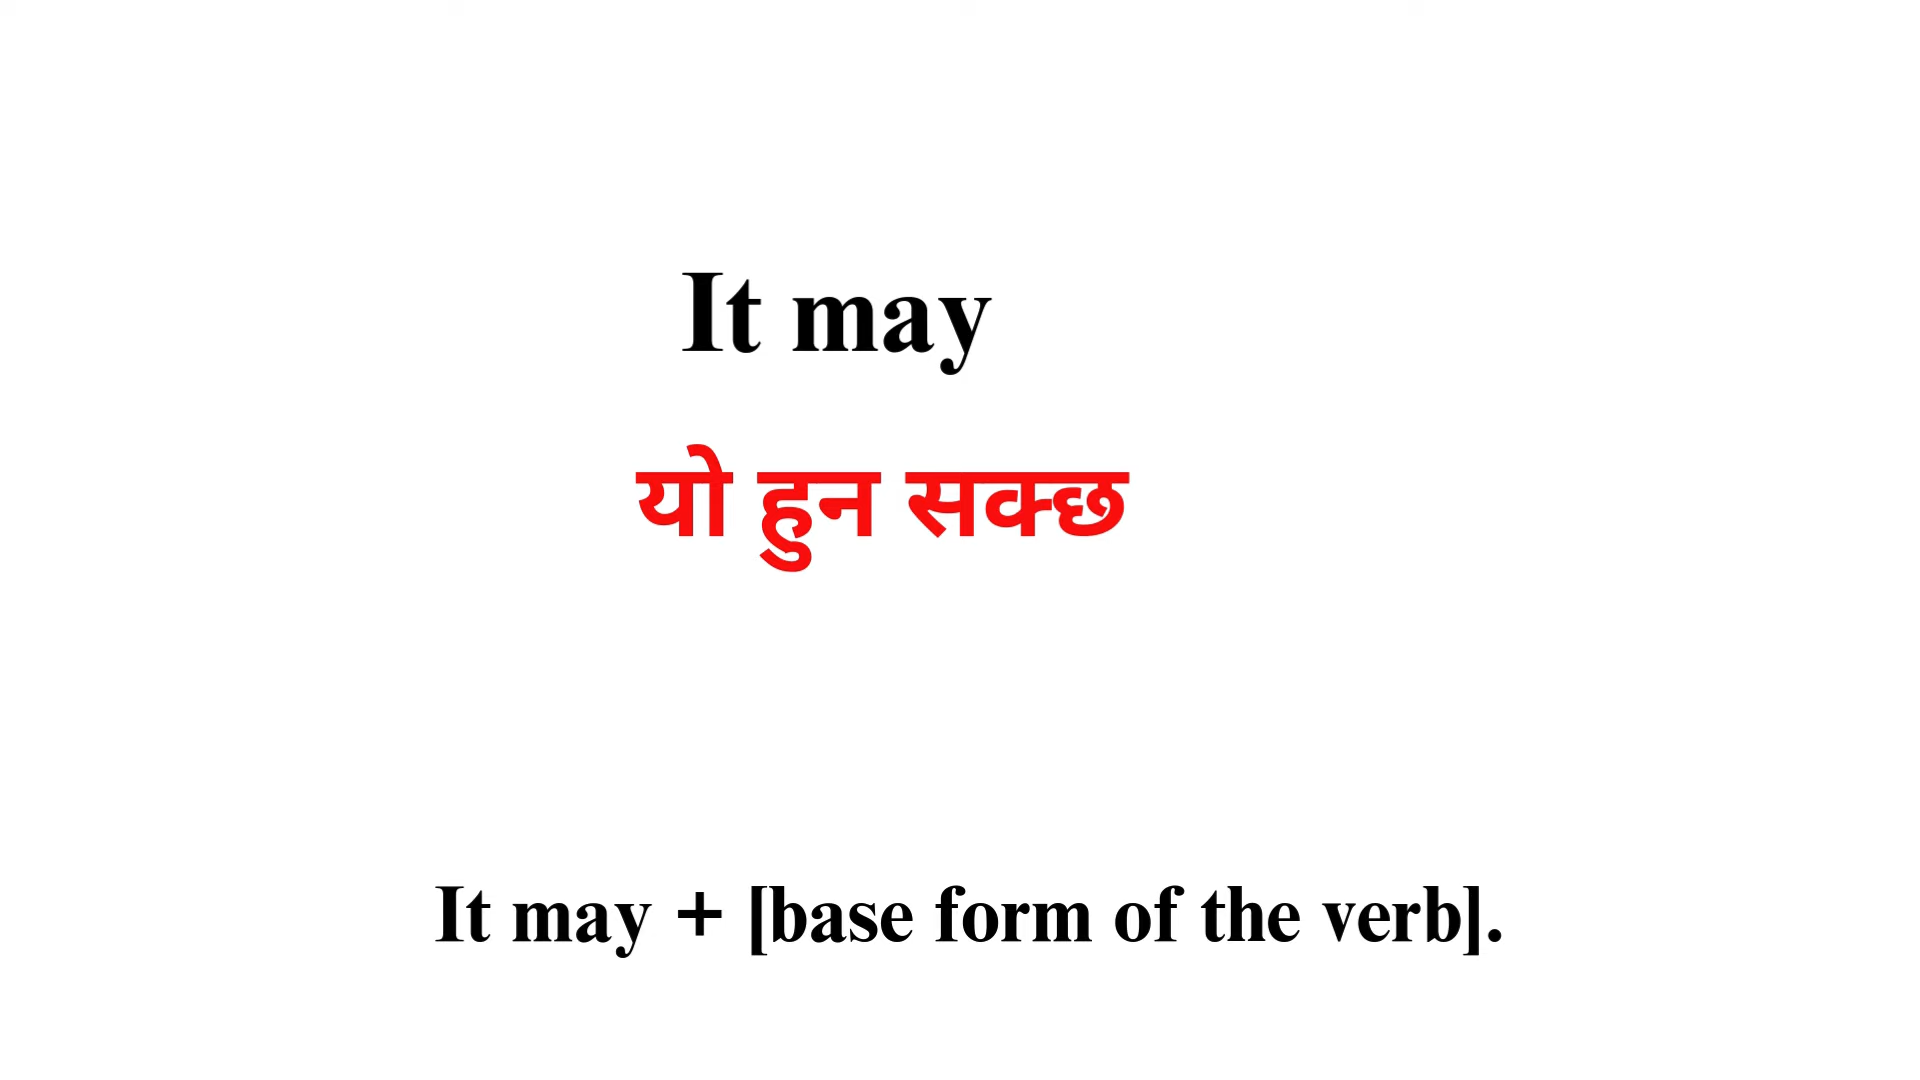 It may
यो हुन सक्छ
It may + [base form of the verb].